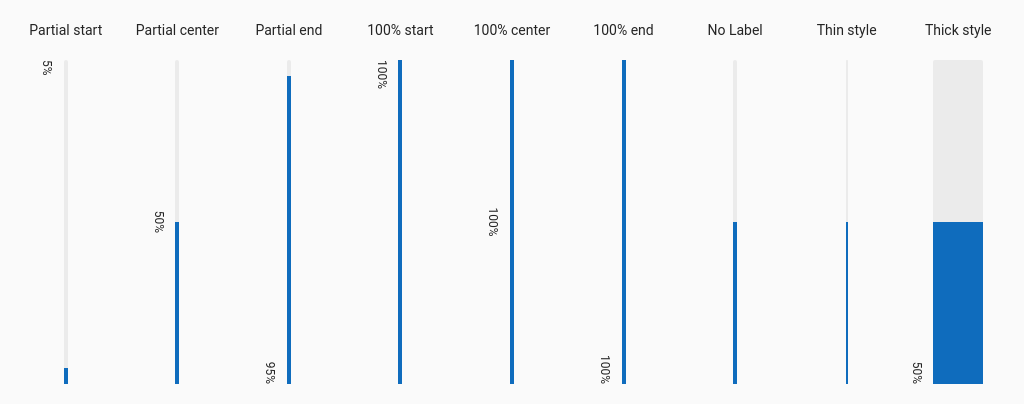 Partial start
Partial center
Partial end
100% start
100% center
100% end
No Label
Thin style
Thick style
5%
50%
95%
100%
100%
100%
50%